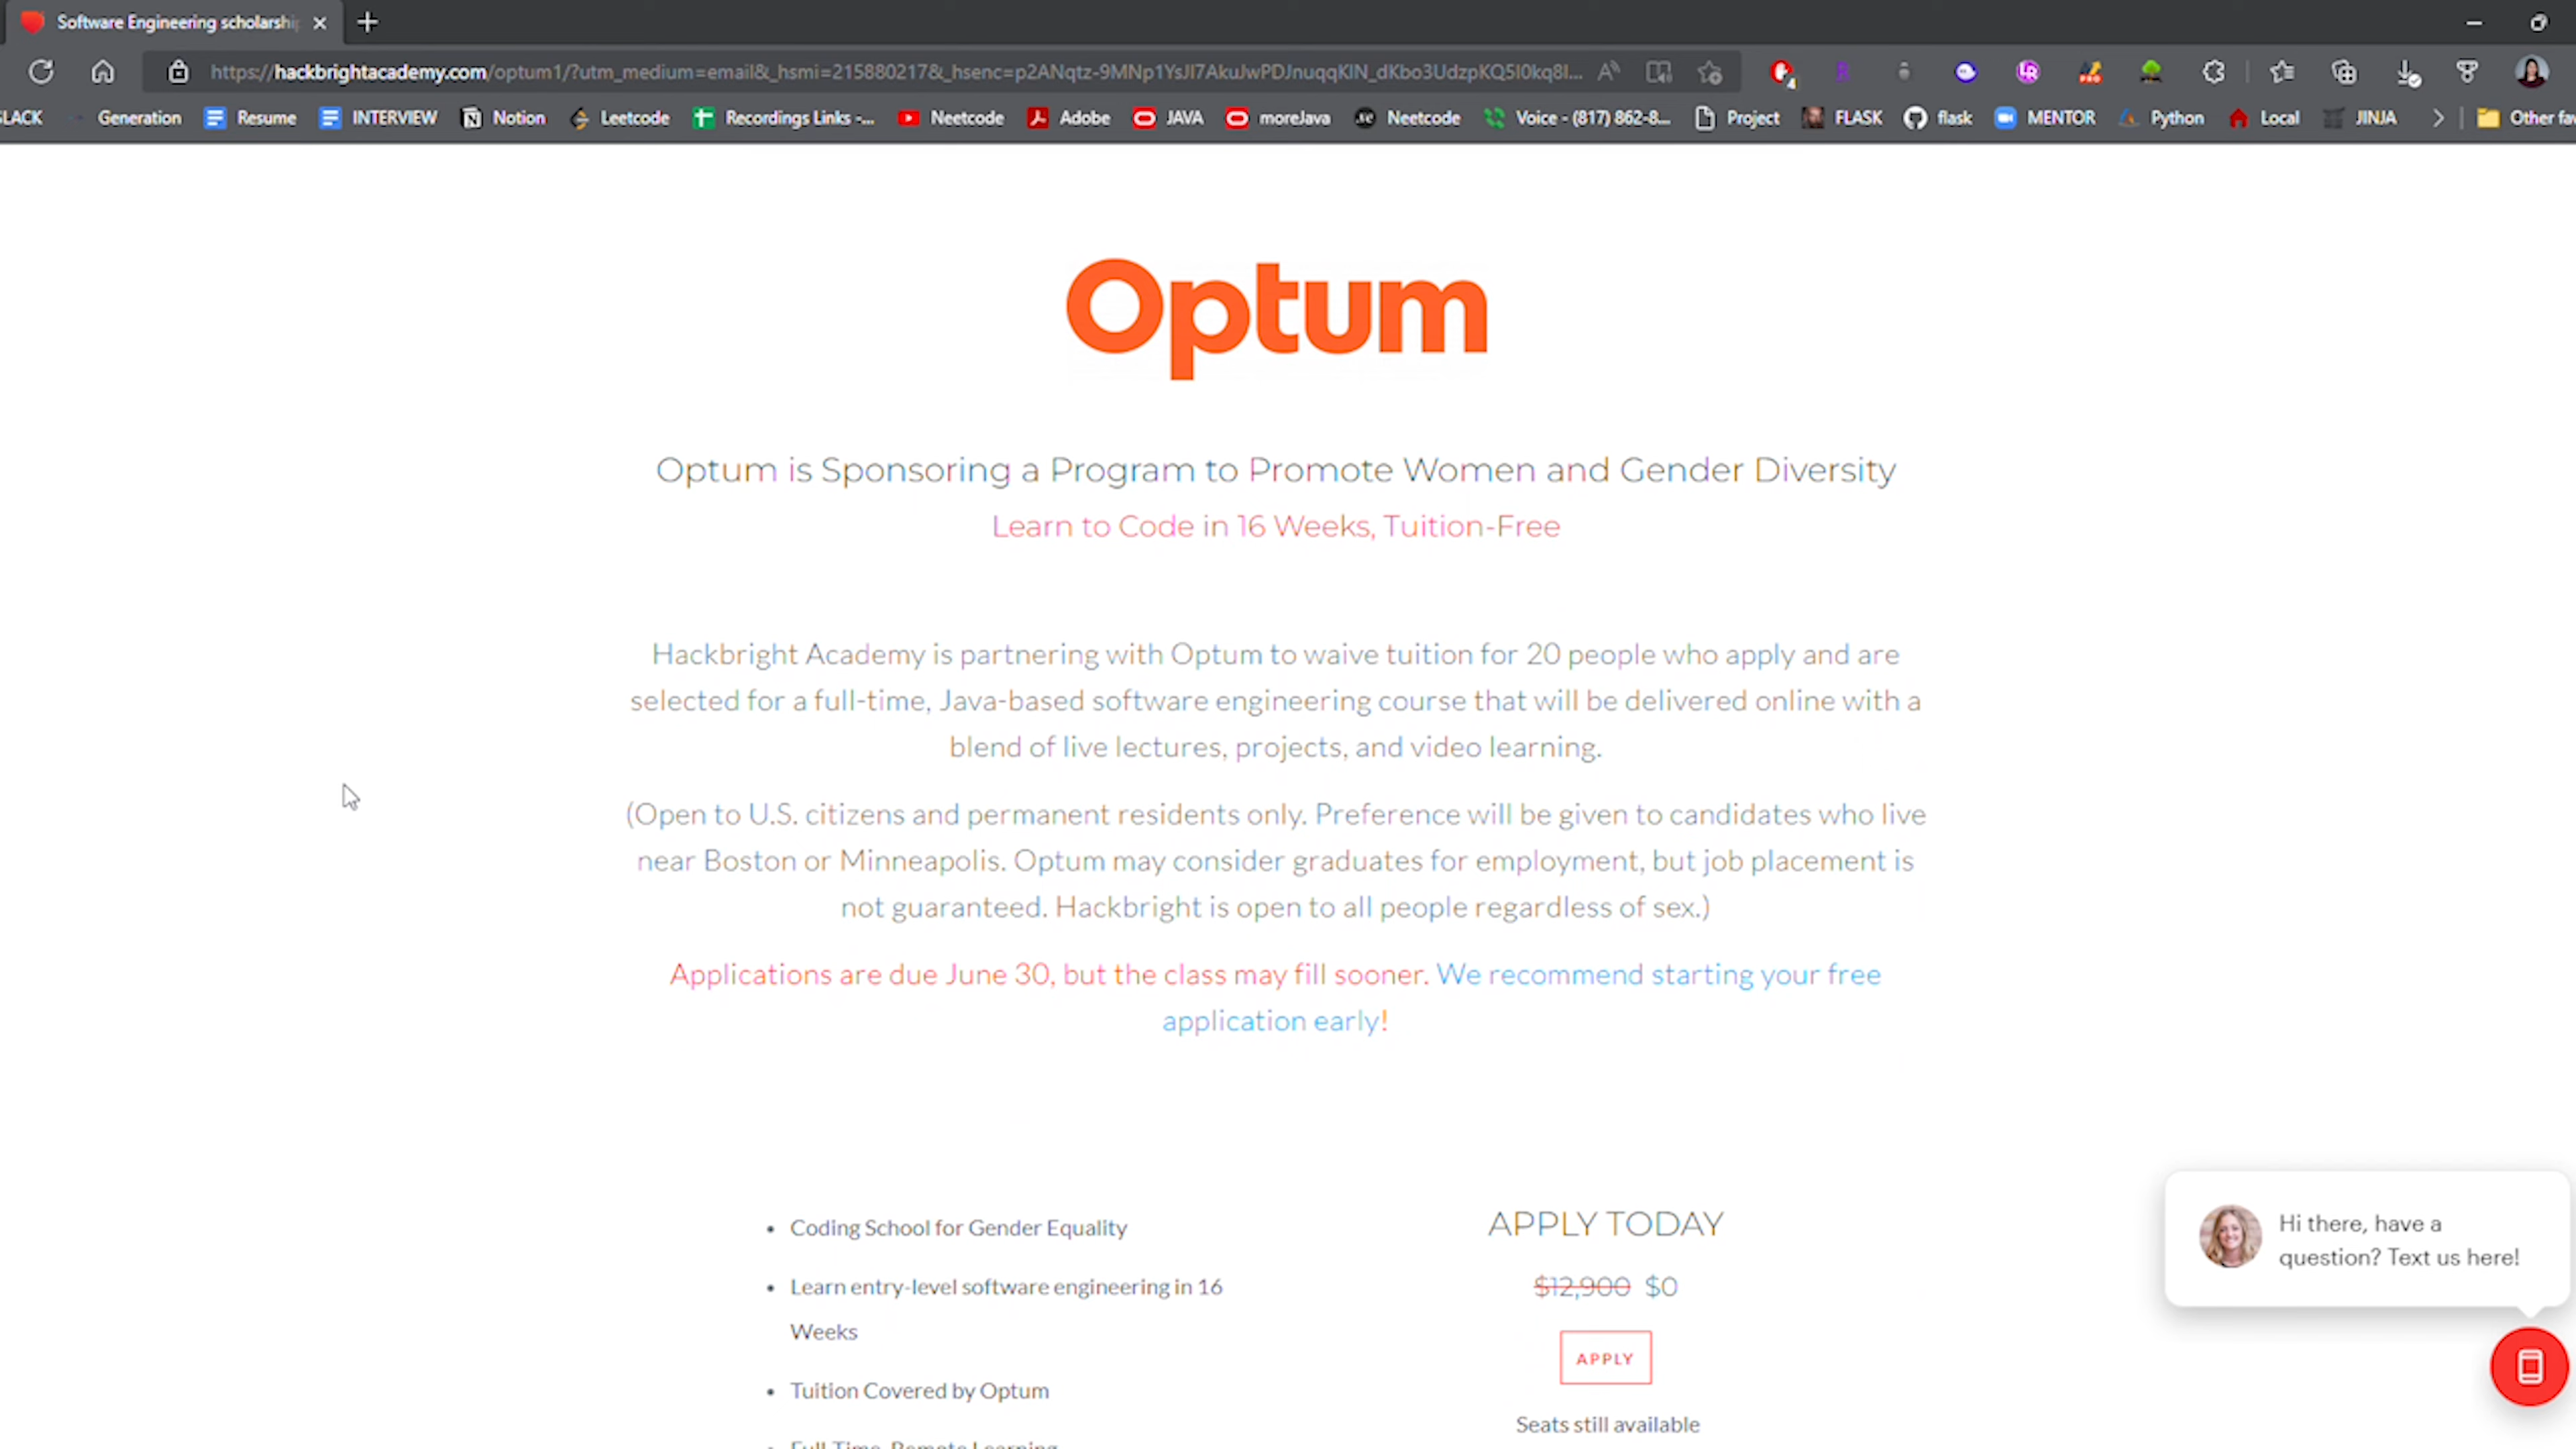 Software Engineering scholarshi
https://hackbrightacademy.com/optum1/?utm_medium=email&_hsmi=215880217&_hsenc=
SLACK Generation Resume INTERVIEW Notion Leetcode Recordings Links -... Neetcode Adobe JAVA moreJava Neetcode Voice - (817) 862-8... Project FLASK flask MENTOR Python Local JINJA Other fav
Optum
Optum is Sponsoring a Program to Promote Women and Gender Diversity
Learn to Code in 16 Weeks, Tuition-Free
Hackbright Academy is partnering with Optum to waive tuition for 20 people who apply and are
selected for a full-time, Java-based software engineering course that will be delivered online with a
blend of live lectures, projects, and video learning.
(Open to U.S. citizens and permanent residents only. Preference will be given to candidates who live
near Boston or Minneapolis. Optum may consider graduates for employment, but job placement is
not guaranteed. Hackbright is open to all people regardless of sex.)
Applications are due June 30, but the class may fill sooner. We recommend starting your free
application early!
• Coding School for Gender Equality
• Learn entry-level software engineering in 16
Weeks
• Tuition Covered by Optum
• Full-Time, Remote Learning
APPLY TODAY
$12,900 $0
APPLY
Seats still available
Hi there, have a
question? Text us here!